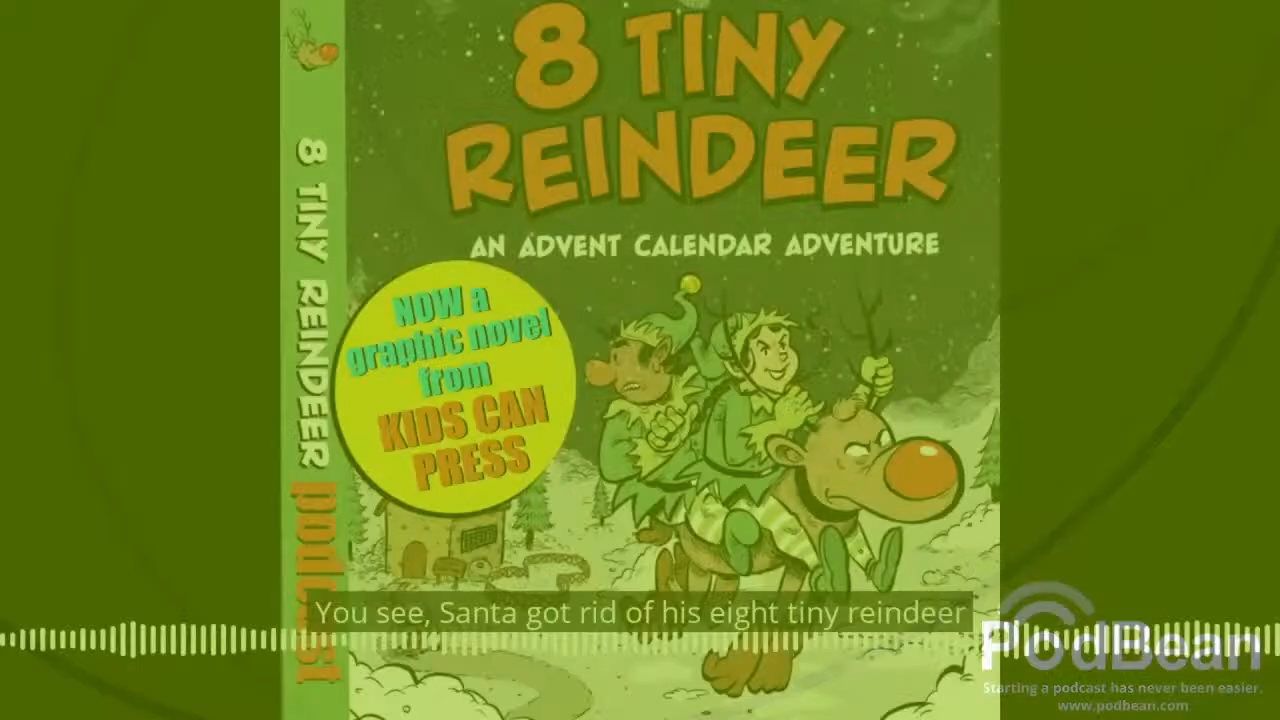 8 TINY
REINDEER
AN ADVENT CALENDAR ADVENTURE
8 TINY REINDEER podcast
NOW a
graphic novel
from
KIDS CAN
PRESS
You see, Santa got rid of his eight tiny reindeer
PodBean
Starting a podcast has never been easier.
www.podbean.com